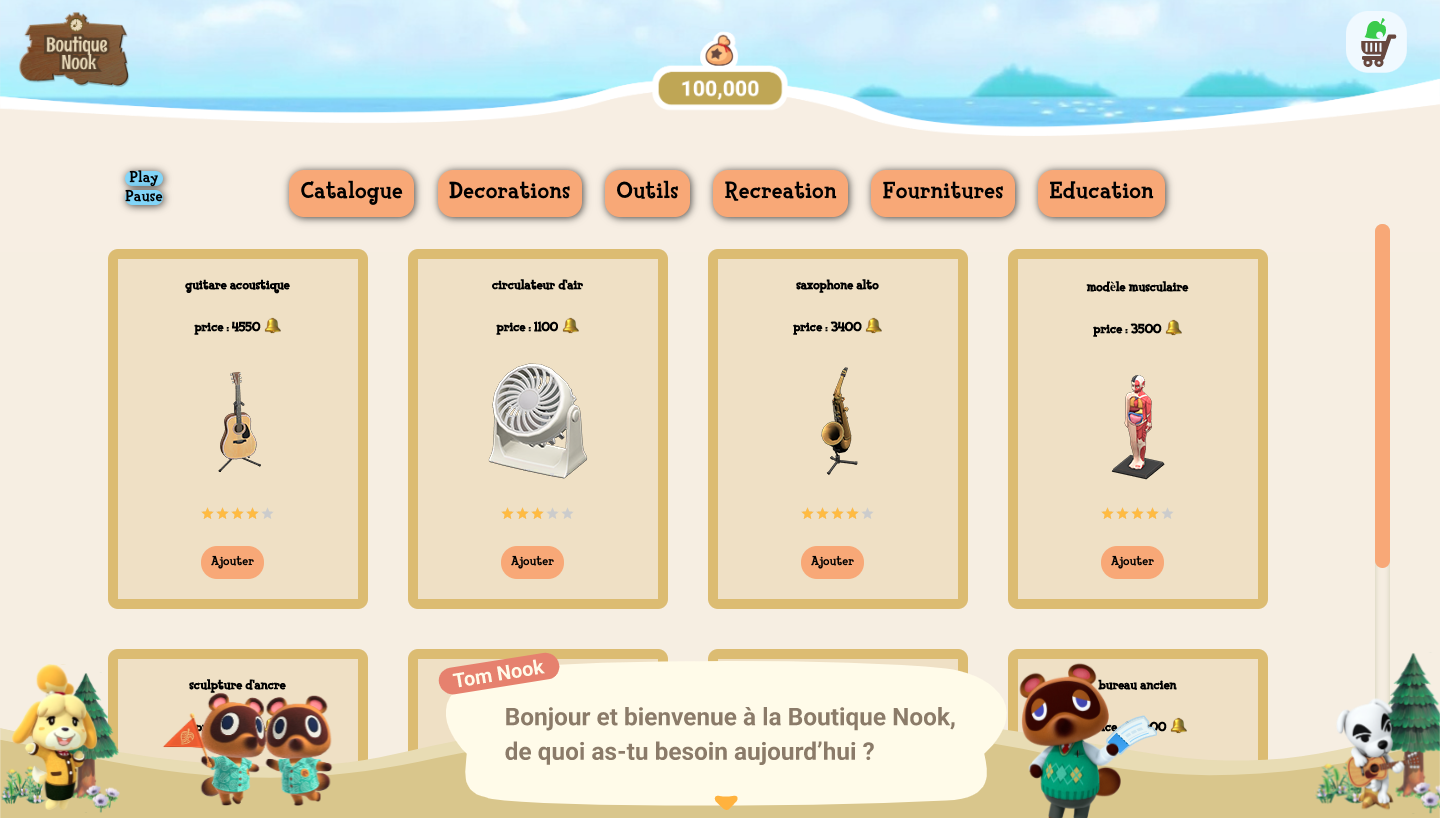 Boutique
Nook
100,000
Play
Pause
Catalogue
Decorations
Outils
Recreation
Fournitures
Education
guitare acoustique
price : 4550
Ajouter
circulateur d'air
price : 1100
Ajouter
saxophone alto
price : 3400
Ajouter
modèle musculaire
price : 3500
Ajouter
sculpture d'ancre
bureau ancien
Tom Nook
Bonjour et bienvenue à la Boutique Nook,
de quoi as-tu besoin aujourd’hui ?